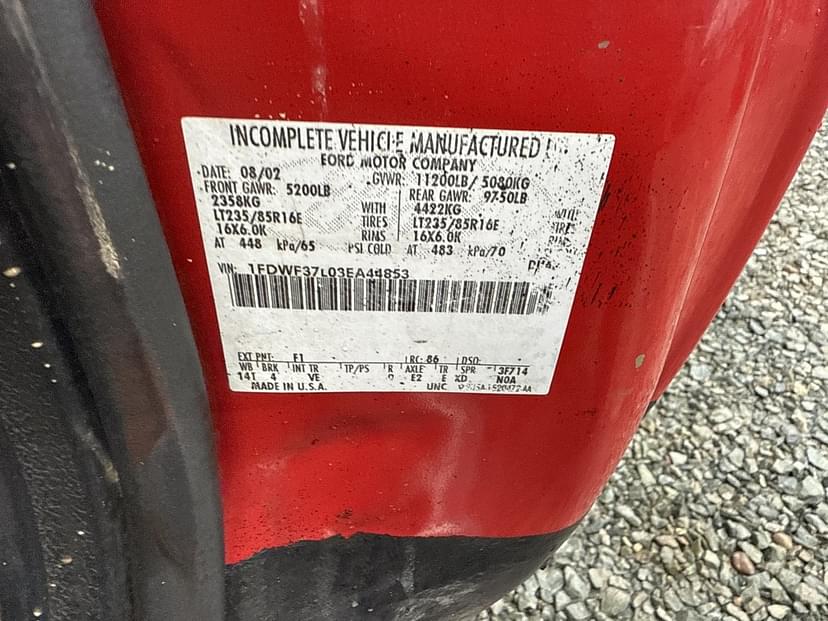 INCOMPLETE VEHICLE MANUFACTURED
FORD MOTOR COMPANY
DATE: 08/02 GVWR: 11200LB/ 5080KG
FRONT GAWR: 5200LB REAR GAWR: 9750LB
2358KG WITH 4422KG WITH
LT235/85R16E TIRES LT235/85R16E TIRES
16X6.0K RIMS 16X6.0K RIMS
AT 448 kPa/65 PSI COLD AT 483 kPa/70
VIN: 1FDWF37L03EA44853
EXT PNT: F1 RC: 86 DSO:
WB BRK INT TR TP/PS R AXLE TR SPR 3F714
141 4 VE E2 E XD N0A
MADE IN U.S.A. UNC